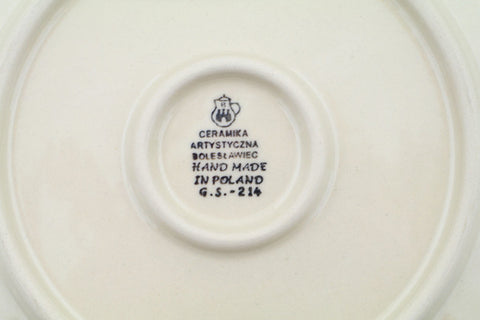 CERAMIKA
ARTYSTYCZNA
BOLESŁAWIEC
HAND MADE
IN POLAND
G.S.-214